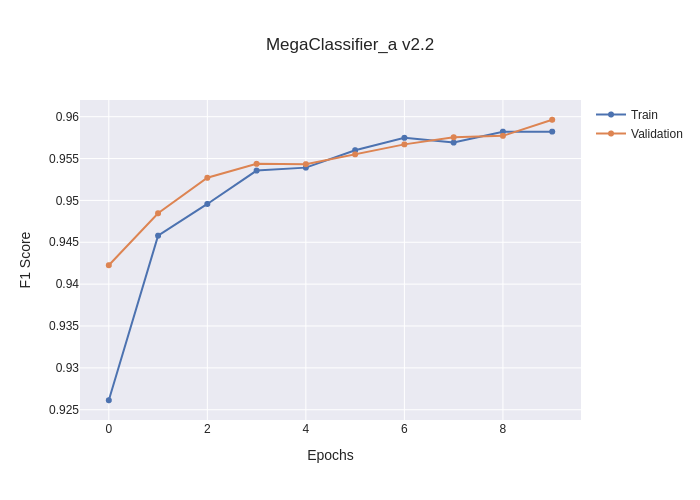 MegaClassifier_a v2.2
Train
Validation
0.96
0.955
0.95
0.945
0.94
0.935
0.93
0.925
F1 Score
0 2 4 6 8
Epochs